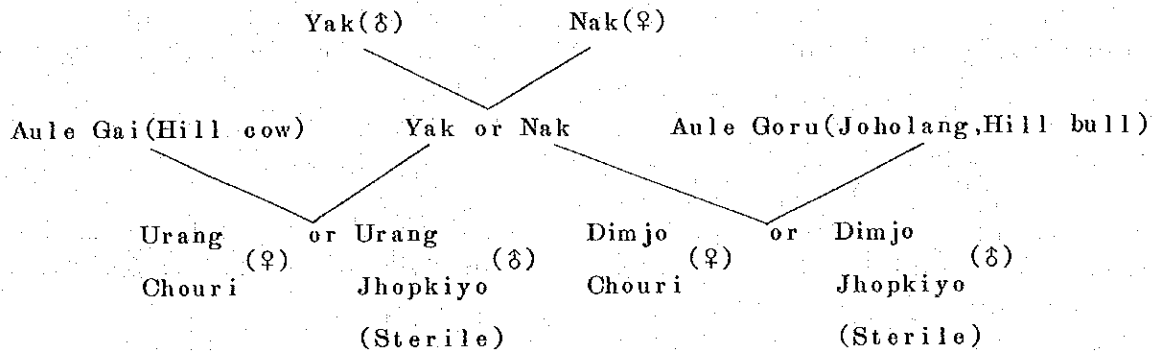 Yak(♂) Nak(♀)
Aule Gai(Hill cow) Yak or Nak Aule Goru(Joholang,Hill bull)
Urang or Urang Dimjo or Dimjo
(♀) (♂) (♀) (♂)
Chouri Jhopkiyo Chouri Jhopkiyo
(Sterile) (Sterile)